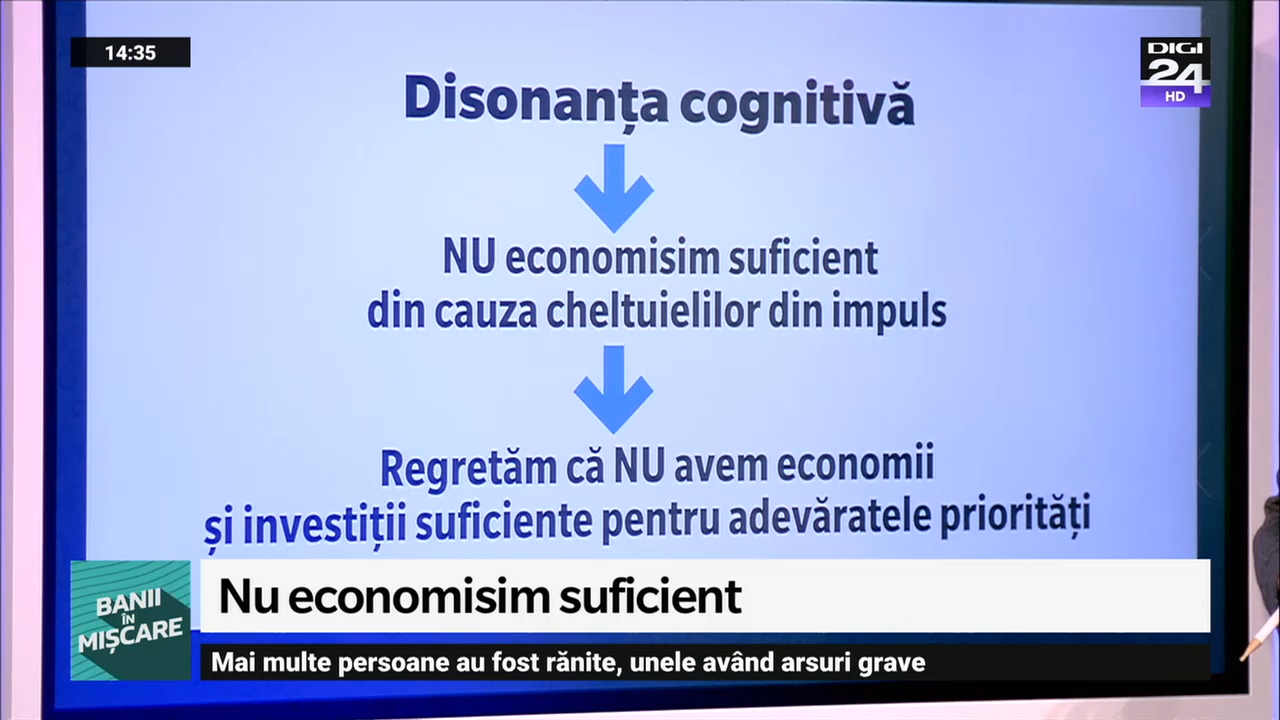 14:35
DIGI
24
HD
Disonanța cognitivă
NU economisim suficient
din cauza cheltuielilor din impuls
Regretăm că NU avem economii
și investiții suficiente pentru adevăratele priorități
BANII
ÎN
MIȘCARE
Nu economisim suficient
Mai multe persoane au fost rănite, unele având arsuri grave